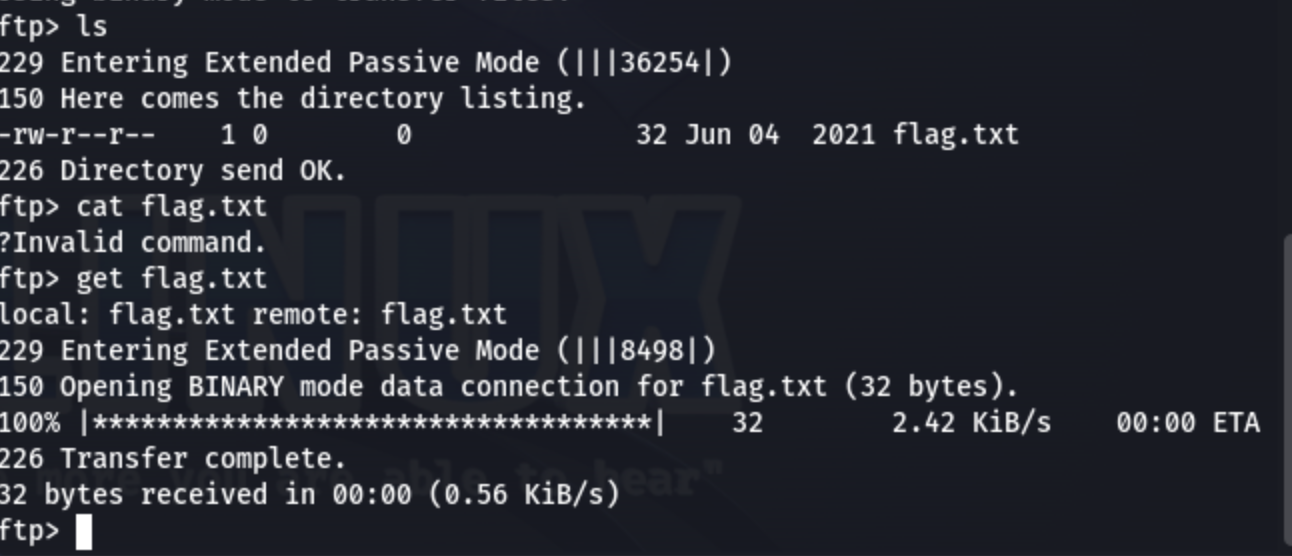 ftp> ls
229 Entering Extended Passive Mode (|||36254|)
150 Here comes the directory listing.
-rw-r--r--    1 0        0              32 Jun 04  2021 flag.txt
226 Directory send OK.
ftp> cat flag.txt
?Invalid command.
ftp> get flag.txt
local: flag.txt remote: flag.txt
229 Entering Extended Passive Mode (|||8498|)
150 Opening BINARY mode data connection for flag.txt (32 bytes).
100% |***********************************|    32        2.42 KiB/s    00:00 ETA
226 Transfer complete.
32 bytes received in 00:00 (0.56 KiB/s)
ftp>